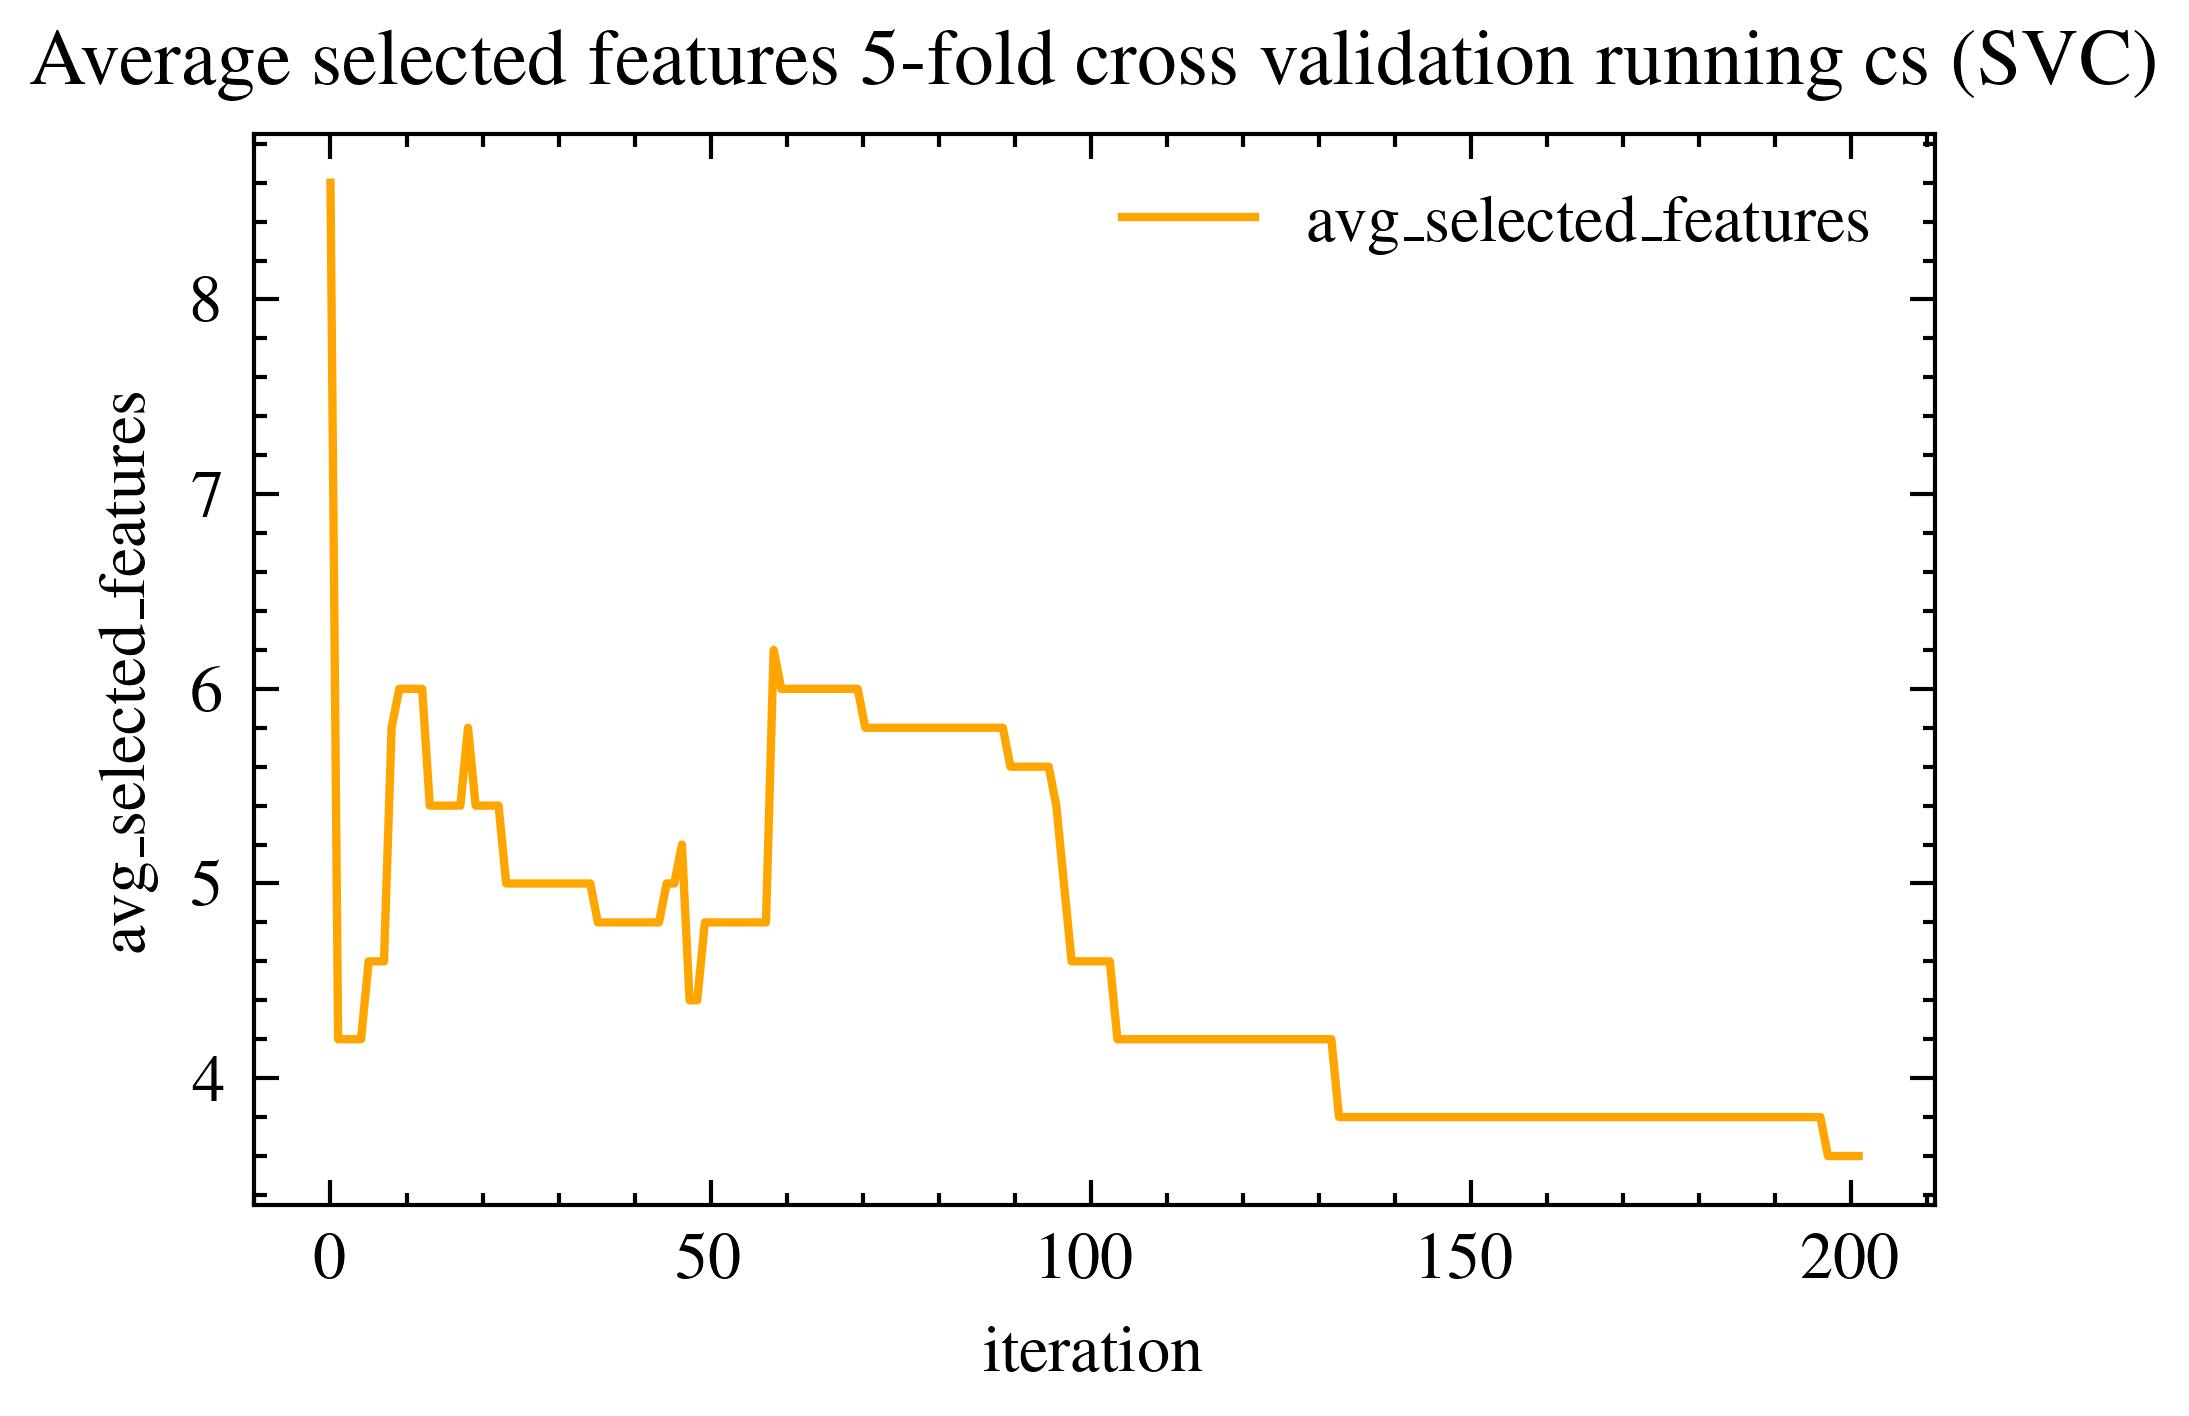 Average selected features 5-fold cross validation running cs (SVC)
avg_selected_features
avg_selected_features
8
7
6
5
4
0 50 100 150 200
iteration